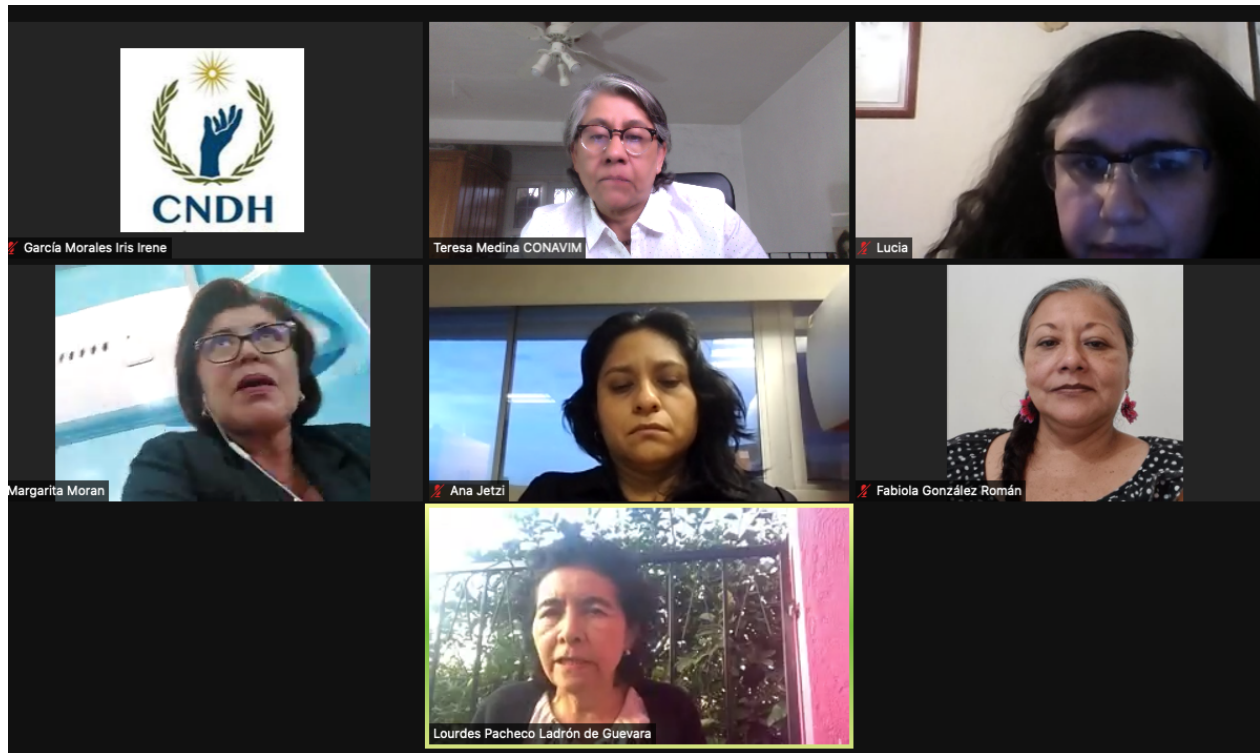 CNDH
García Morales Iris Irene
Teresa Medina CONAVIM
Lucia
Margarita Moran
Ana Jetzi
Fabiola González Román
Lourdes Pacheco Ladrón de Guevara